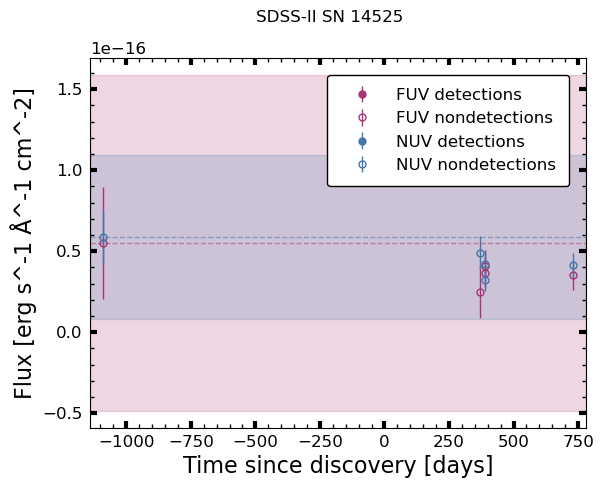 SDSS-II SN 14525
1e−16
FUV detections
FUV nondetections
NUV detections
NUV nondetections
1.5
1.0
0.5
0.0
−0.5
Flux [erg s^-1 Å^-1 cm^-2]
−1000 −750 −500 −250 0 250 500 750
Time since discovery [days]